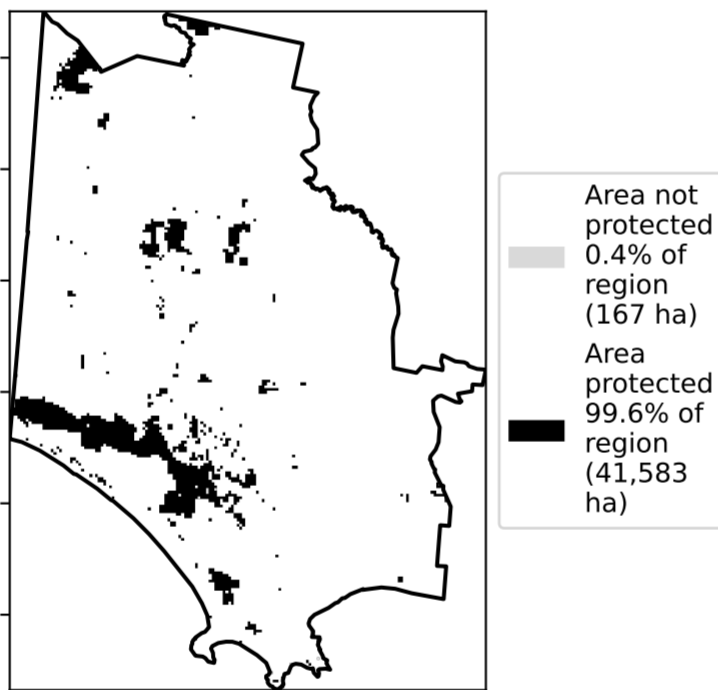 Area not
protected
0.4% of
region
(167 ha)
Area
protected
99.6% of
region
(41,583
ha)